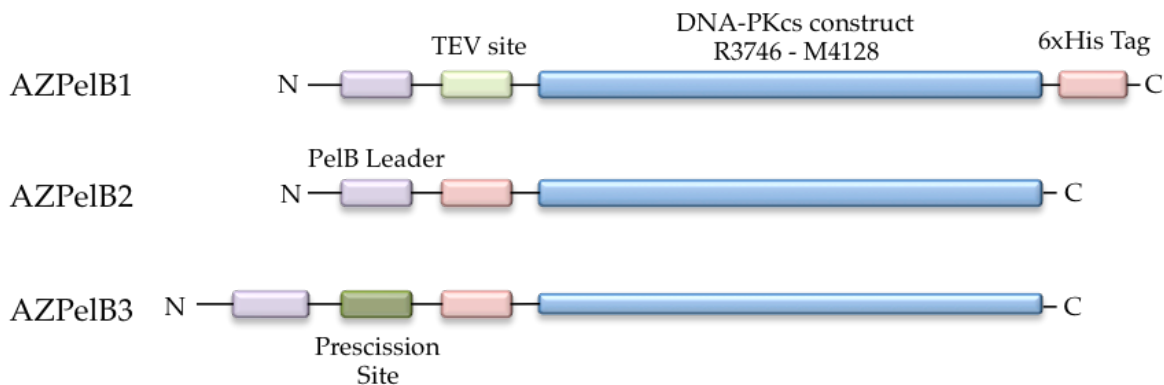 DNA-PKcs construct
R3746 - M4128
TEV site
6xHis Tag
AZPelB1
N
C
PelB Leader
AZPelB2
N
C
AZPelB3
N
C
Prescission
Site